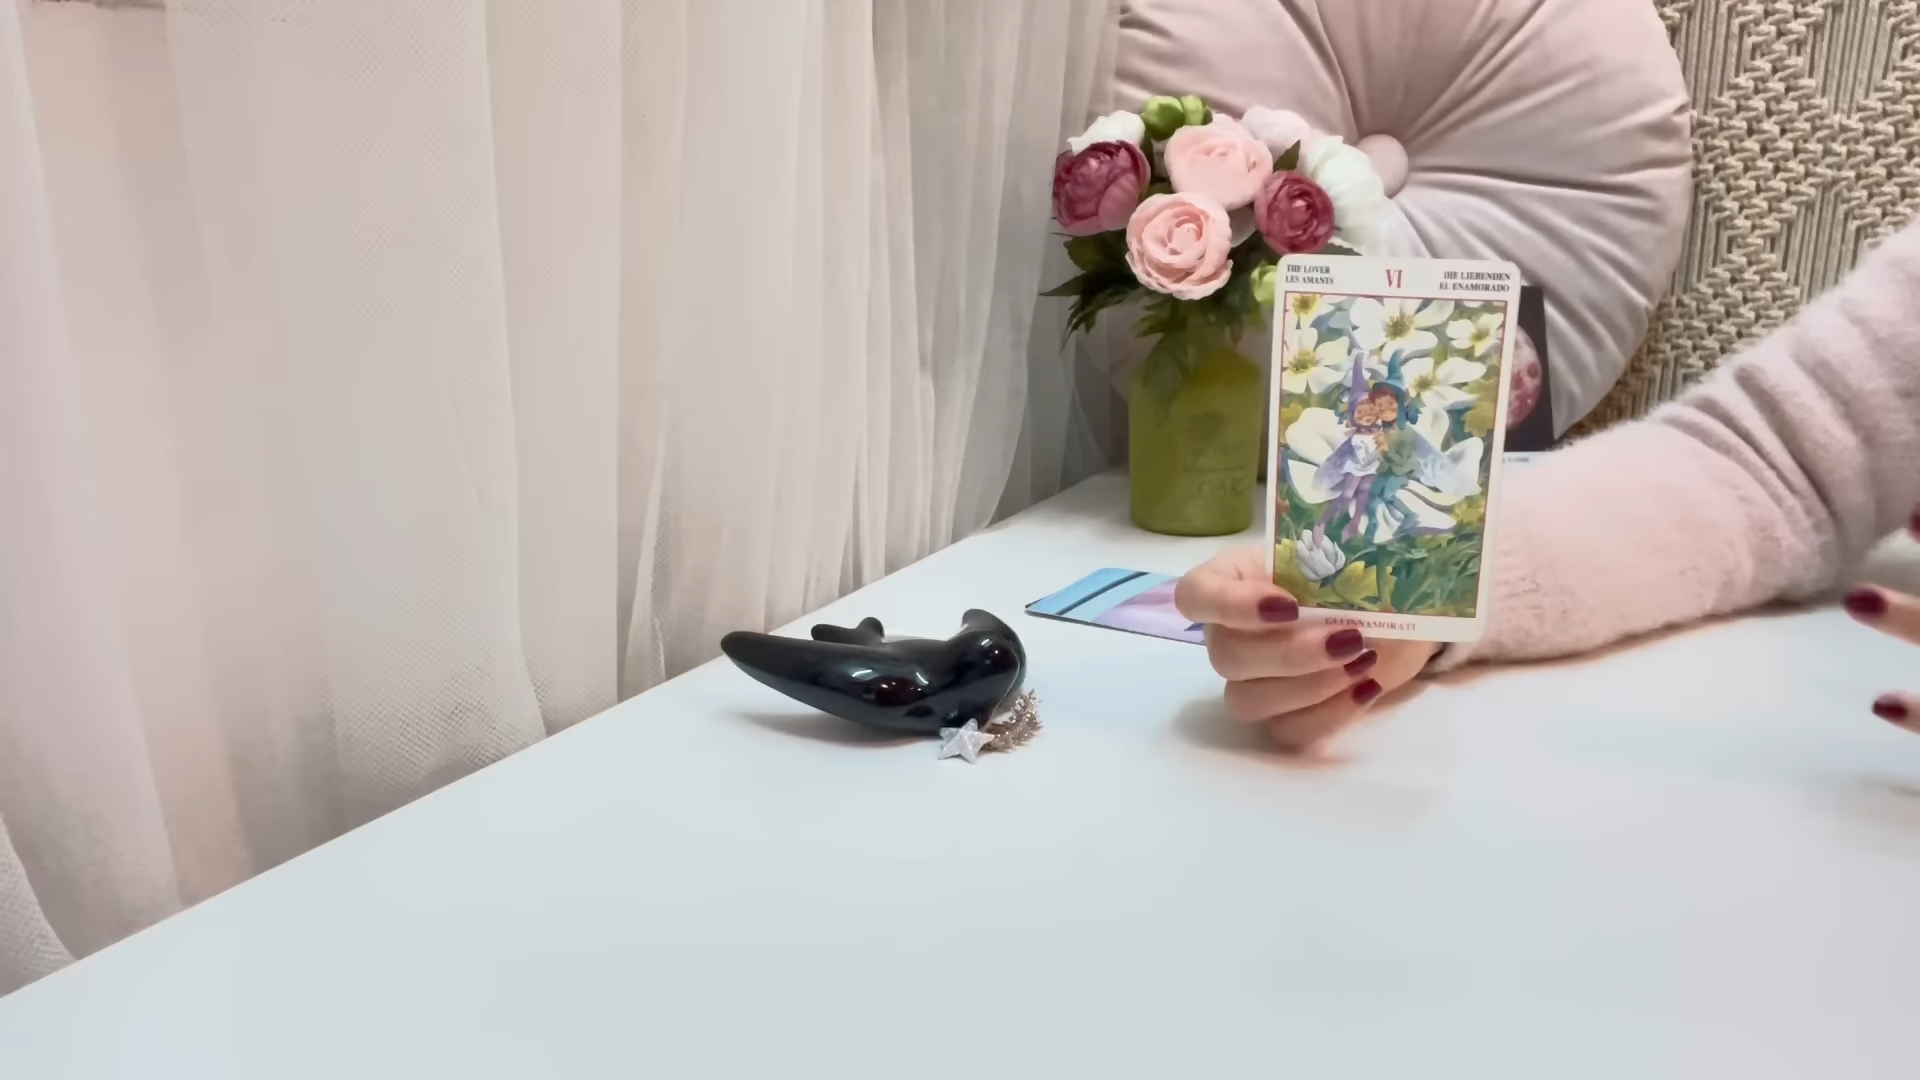 THE LOVER
LES AMANTS
VI
DIE LIEBENDEN
EL ENAMORADO
GLI INNAMORATI